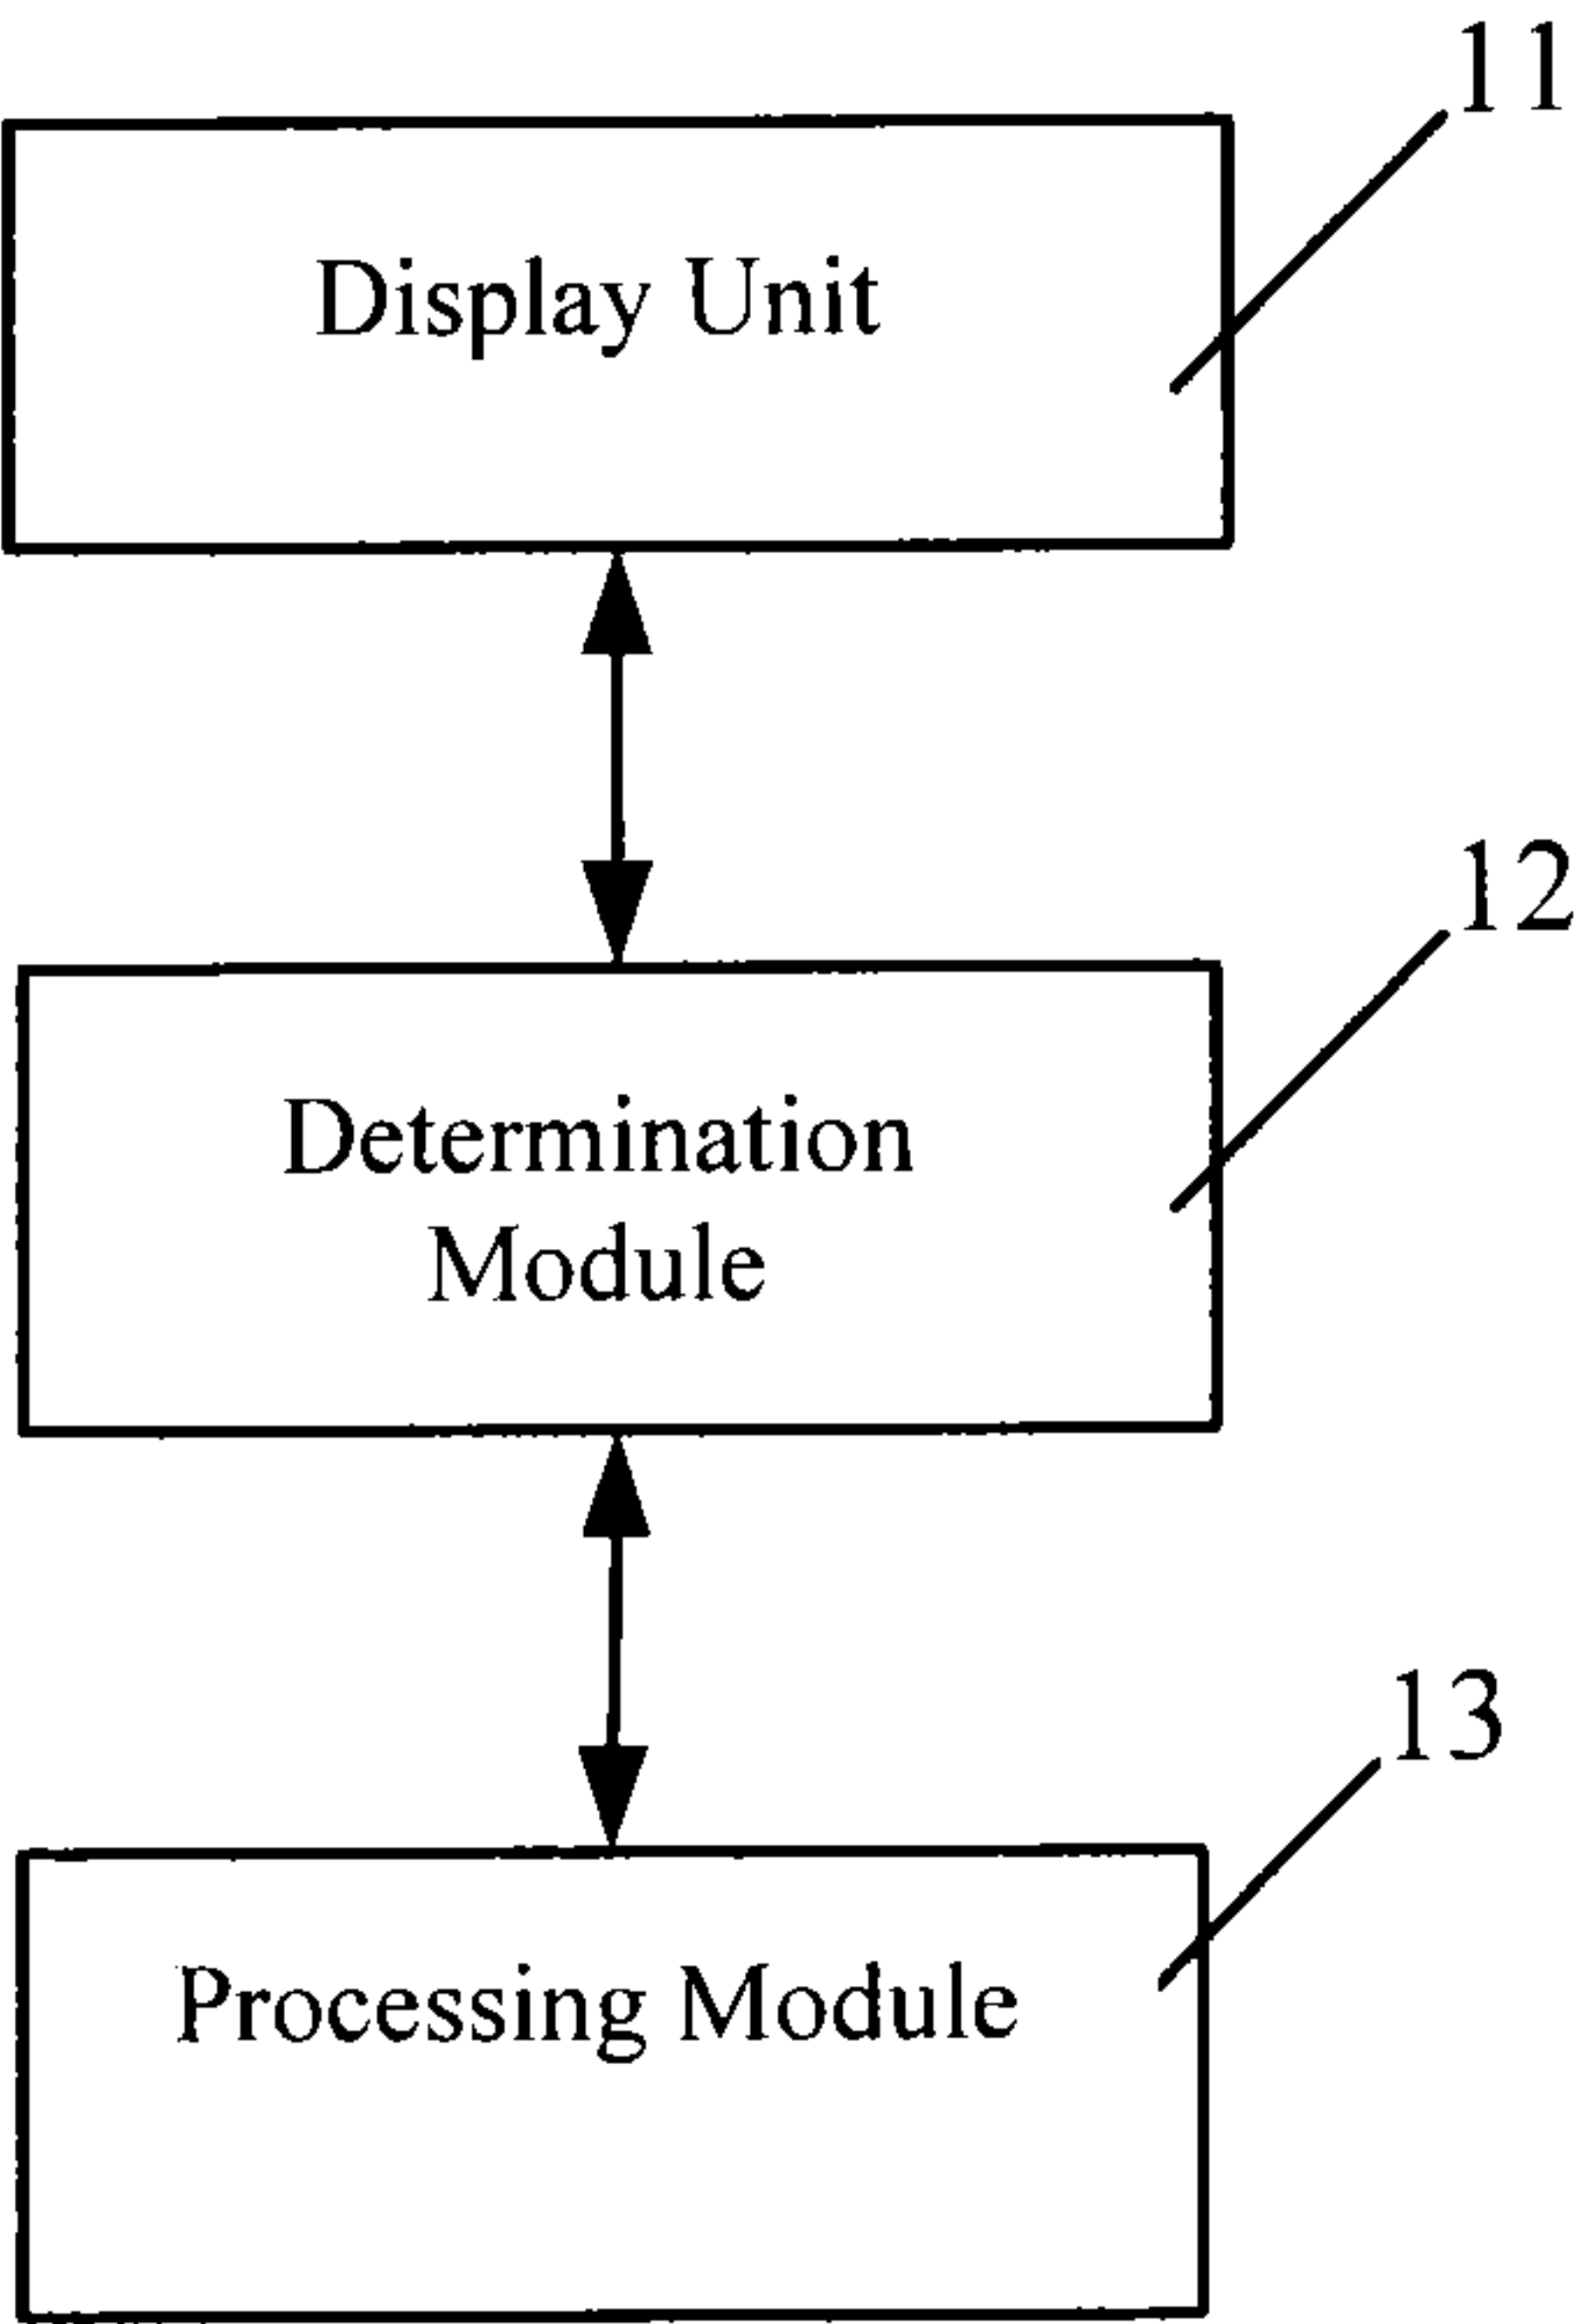 11
Display Unit
12
Determination
Module
13
Processing Module